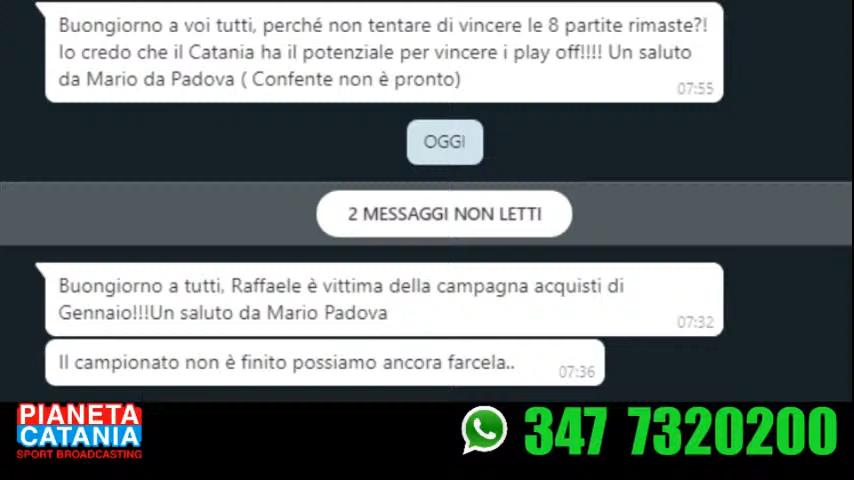 Buongiorno a voi tutti, perché non tentare di vincere le 8 partite rimaste?!
Io credo che il Catania ha il potenziale per vincere i play off!!!! Un saluto
da Mario da Padova ( Confente non è pronto)
07:55
OGGI
2 MESSAGGI NON LETTI
Buongiorno a tutti, Raffaele è vittima della campagna acquisti di
Gennaio!!!Un saluto da Mario Padova
07:32
Il campionato non è finito possiamo ancora farcela..
07:36
PIANETA
CATANIA
SPORT BROADCASTING
347 7320200